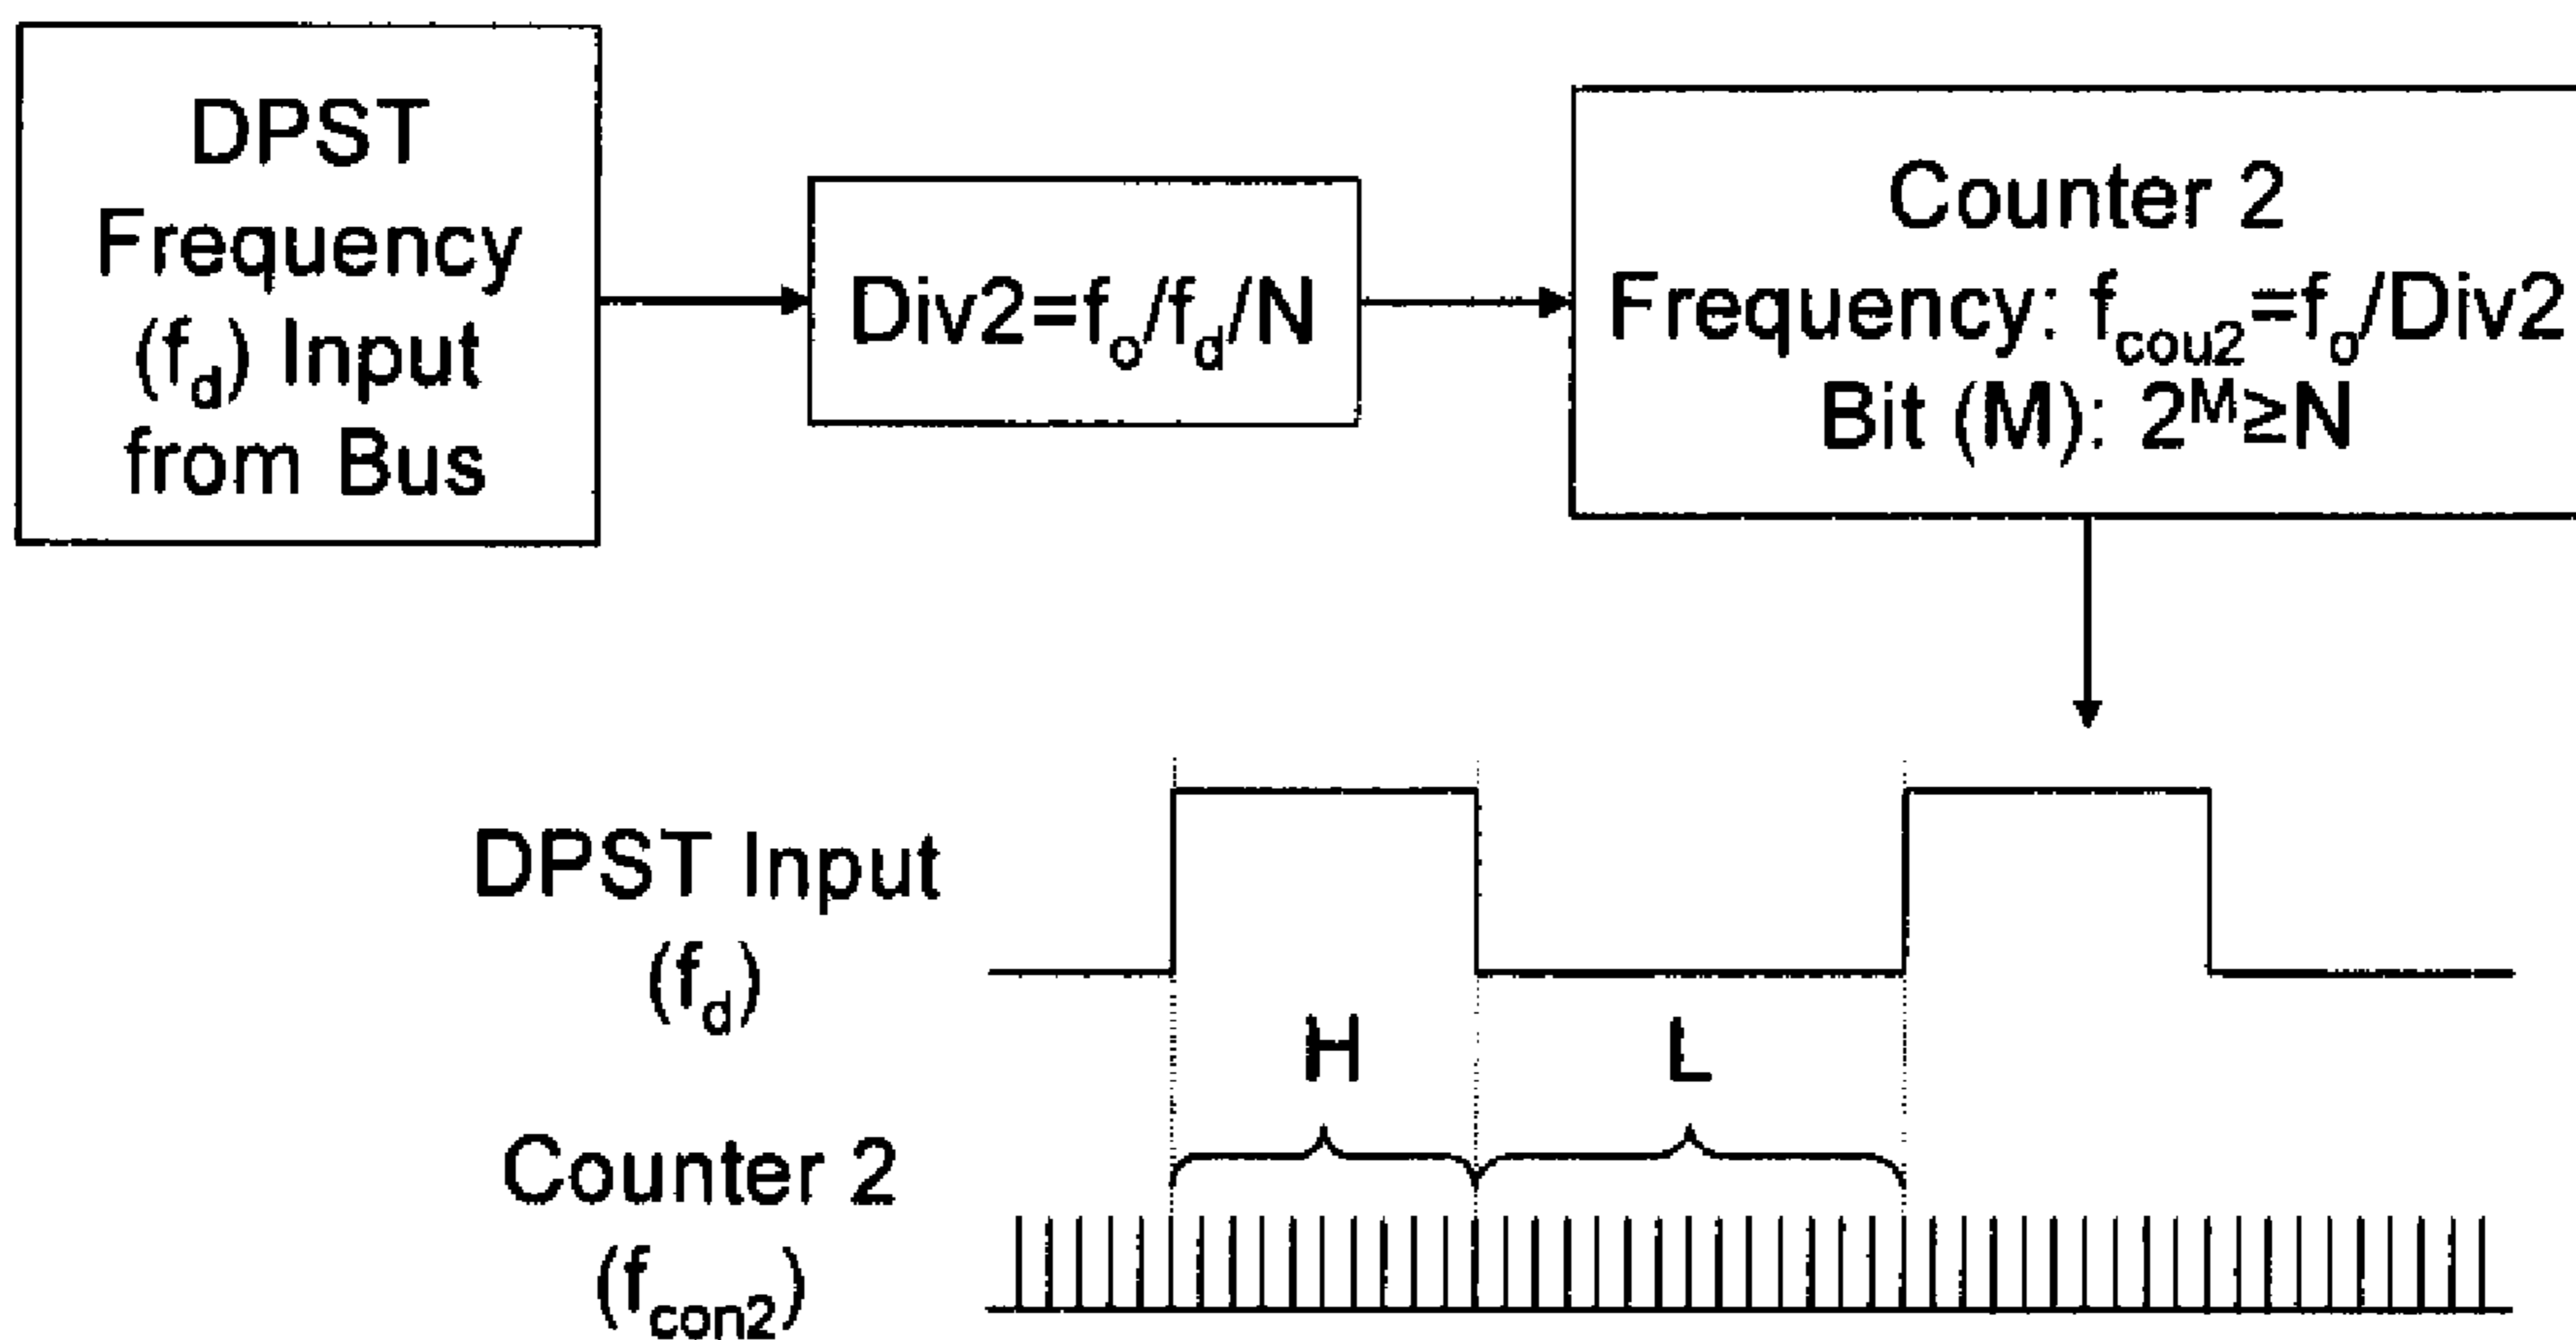 DPST
Frequency
(fd) Input
from Bus
Div2=fo/fd/N
Counter 2
Frequency: fcou2=fo/Div2
Bit (M): 2^M≥N
DPST Input
(fd)
H
L
Counter 2
(fcon2)